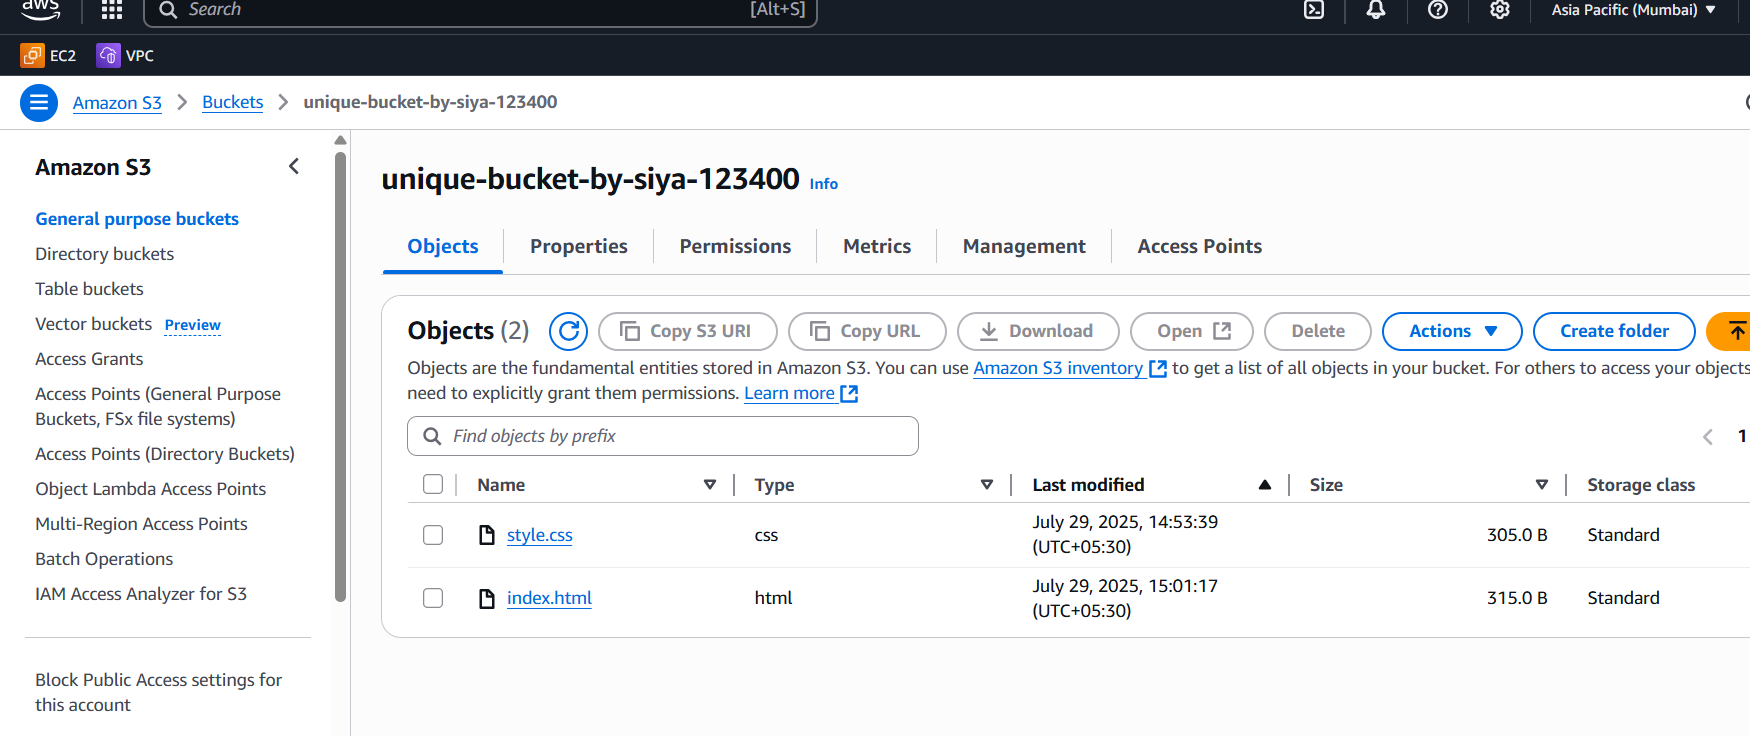 aws
Search
[Alt+S]
Asia Pacific (Mumbai)
EC2
VPC
Amazon S3
Buckets
unique-bucket-by-siya-123400
Amazon S3
General purpose buckets
Directory buckets
Table buckets
Vector buckets Preview
Access Grants
Access Points (General Purpose
Buckets, FSx file systems)
Access Points (Directory Buckets)
Object Lambda Access Points
Multi-Region Access Points
Batch Operations
IAM Access Analyzer for S3
Block Public Access settings for
this account
unique-bucket-by-siya-123400 Info
Objects
Properties
Permissions
Metrics
Management
Access Points
Objects (2)
Copy S3 URI
Copy URL
Download
Open
Delete
Actions
Create folder
Objects are the fundamental entities stored in Amazon S3. You can use Amazon S3 inventory to get a list of all objects in your bucket. For others to access your objects
need to explicitly grant them permissions. Learn more
Find objects by prefix
1
Name
Type
Last modified
Size
Storage class
style.css
css
July 29, 2025, 14:53:39
(UTC+05:30)
305.0 B
Standard
index.html
html
July 29, 2025, 15:01:17
(UTC+05:30)
315.0 B
Standard